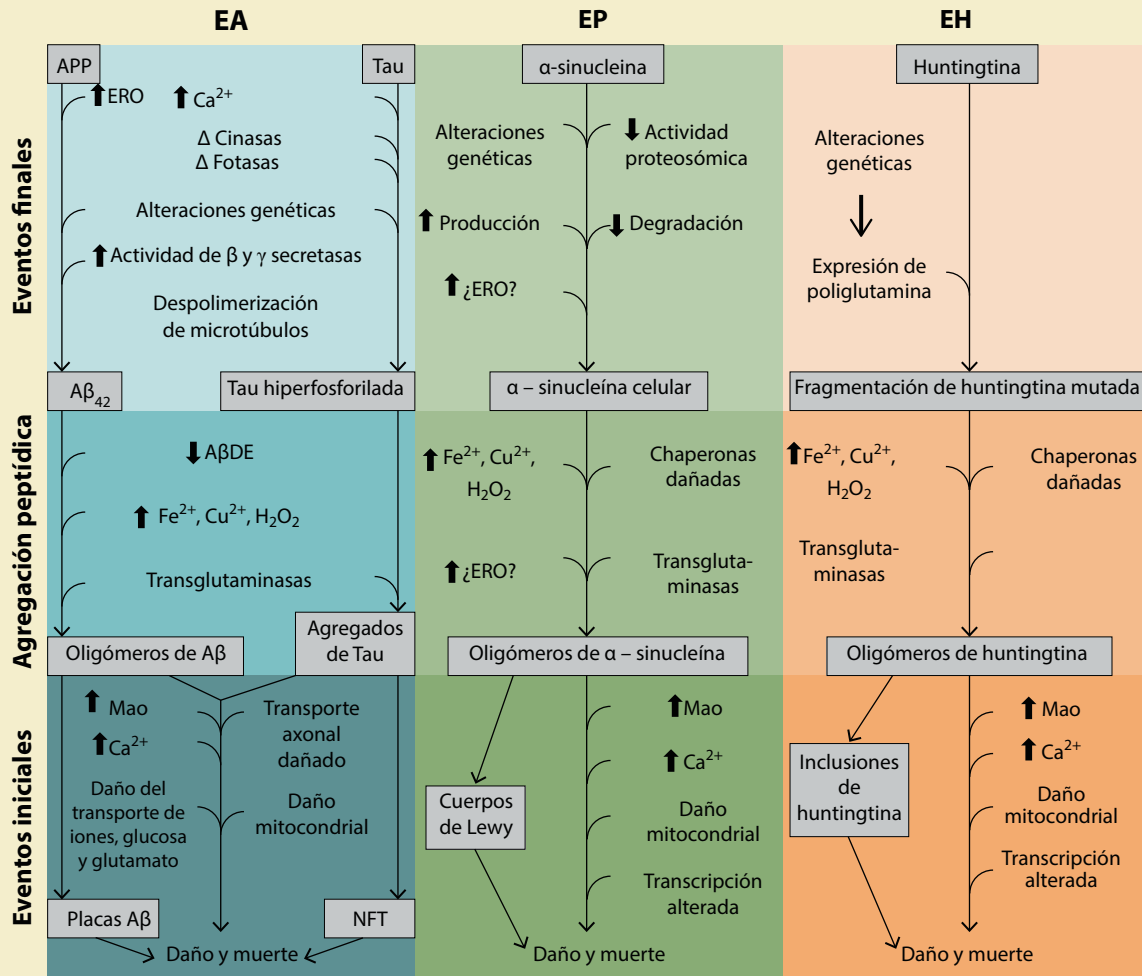 EA
EP
EH
Eventos finales
APP
Tau
↑ERO
↑Ca²⁺
Δ Cinasas
Δ Fotasas
Alteraciones genéticas
↑Actividad de β y γ secretasas
Despolimerización
de microtúbulos
Aβ₄₂
Tau hiperfosforilada
α-sinucleina
Alteraciones
genéticas
↓Actividad
proteosómica
↑Producción
↓Degradación
↑¿ERO?
α – sinucleína celular
Huntingtina
Alteraciones
genéticas
Expresión de
poliglutamina
Fragmentación de huntingtina mutada
Agregación peptídica
↓AβDE
↑Fe²⁺, Cu²⁺, H₂O₂
Transglutaminasas
Oligómeros de Aβ
Agregados
de Tau
↑Fe²⁺, Cu²⁺,
H₂O₂
Chaperonas
dañadas
↑¿ERO?
Transgluta-
minasas
Oligómeros de α – sinucleína
↑Fe²⁺, Cu²⁺,
H₂O₂
Chaperonas
dañadas
Transgluta-
minasas
Oligómeros de huntingtina
Eventos iniciales
↑Mao
↑Ca²⁺
Transporte
axonal
dañado
Daño del
transporte de
iones, glucosa
y glutamato
Daño
mitocondrial
Placas Aβ
NFT
Daño y muerte
↑Mao
↑Ca²⁺
Cuerpos
de Lewy
Daño
mitocondrial
Transcripción
alterada
Daño y muerte
↑Mao
↑Ca²⁺
Inclusiones
de
huntingtina
Daño
mitocondrial
Transcripción
alterada
Daño y muerte